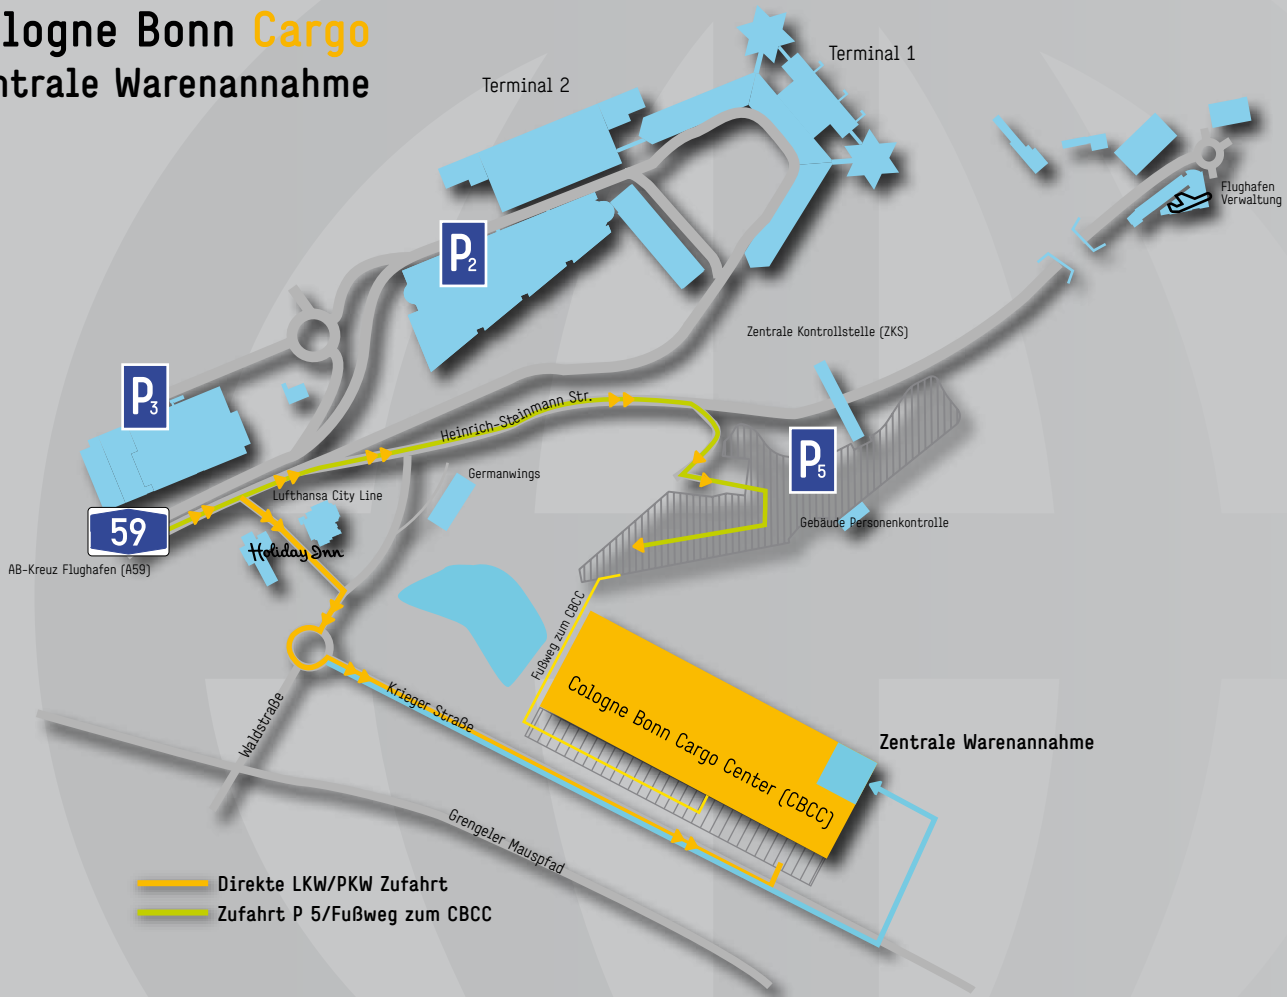 logne Bonn Cargo
ntrale Warenannahme
Terminal 1
Terminal 2
Flughafen
Verwaltung
P2
Zentrale Kontrollstelle (ZKS)
P3
Heinrich-Steinmann Str.
P5
Germanwings
Lufthansa City Line
59
Gebäude Personenkontrolle
Holiday Inn
AB-Kreuz Flughafen (A59)
Fußweg zum CBCC
Krieger Straße
Cologne Bonn Cargo Center (CBCC)
Waldstraße
Zentrale Warenannahme
Grengeler Mauspfad
Direkte LKW/PKW Zufahrt
Zufahrt P 5/Fußweg zum CBCC